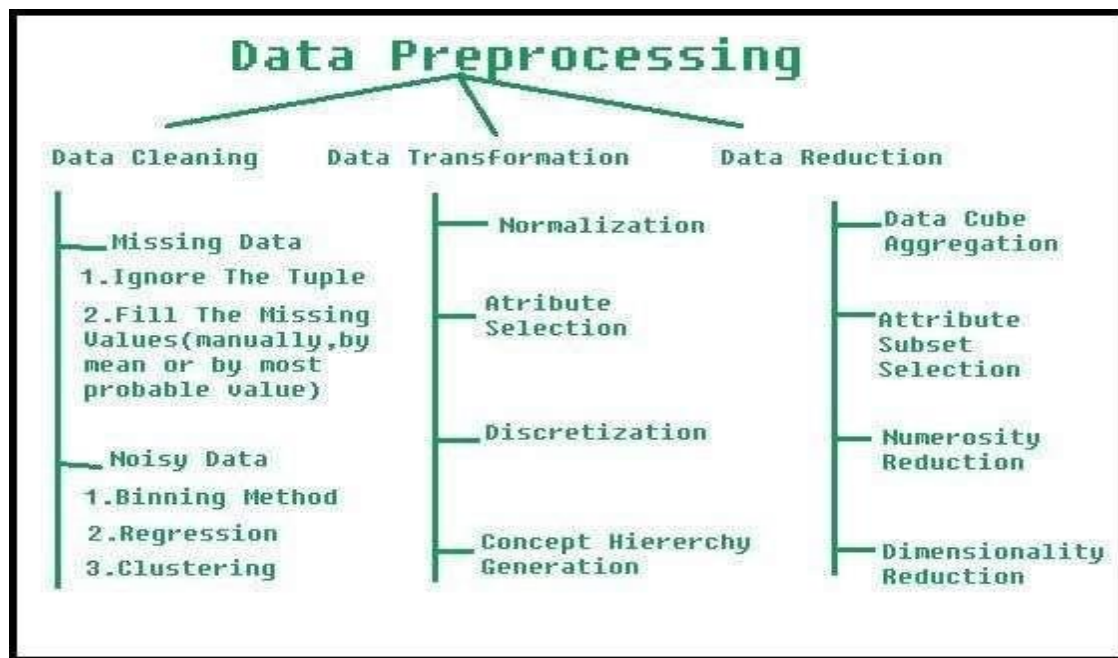 Data Preprocessing
Data Cleaning
Missing Data
1.Ignore The Tuple
2.Fill The Missing
Values(manually,by
mean or by most
probable value)
Noisy Data
1.Binning Method
2.Regression
3.Clustering
Data Transformation
Normalization
Atribute
Selection
Discretization
Concept Hiererchy
Generation
Data Reduction
Data Cube
Aggregation
Attribute
Subset
Selection
Numerosity
Reduction
Dimensionality
Reduction